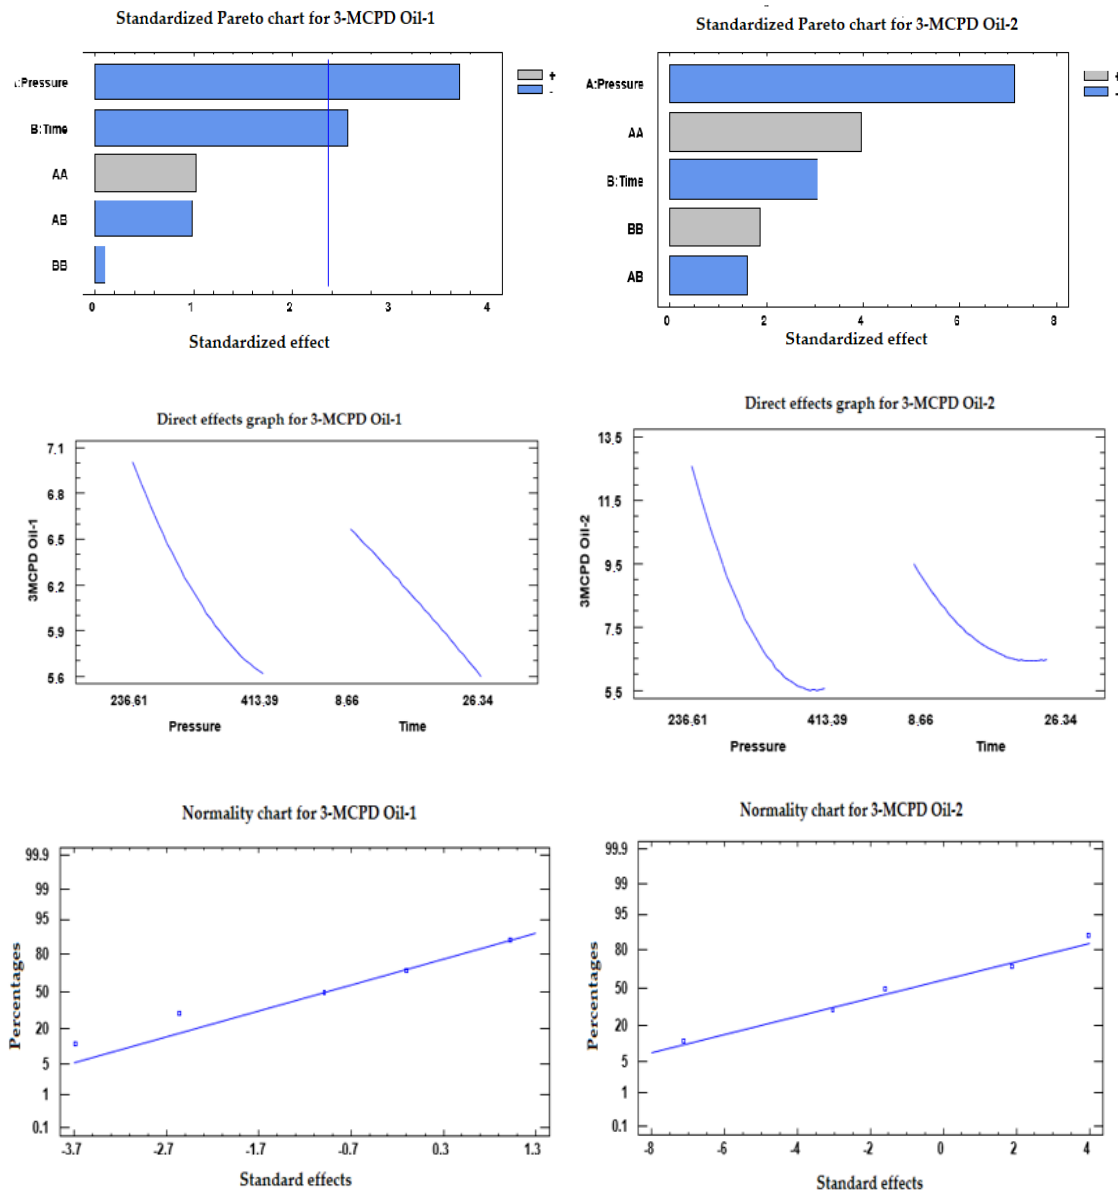 Standardized Pareto chart for 3-MCPD Oil-1
:Pressure
B:Time
AA
AB
BB
+
-
0 1 2 3 4
Standardized effect
Standardized Pareto chart for 3-MCPD Oil-2
A:Pressure
AA
B:Time
BB
AB
+
-
0 2 4 6 8
Standardized effect
Direct effects graph for 3-MCPD Oil-1
3MCPD Oil-1
7.1
6.8
6.5
6.2
5.9
5.6
236.61 413.39 8.66 26.34
Pressure Time
Direct effects graph for 3-MCPD Oil-2
3MCPD Oil-2
13.5
11.5
9.5
7.5
5.5
236.61 413.39 8.66 26.34
Pressure Time
Normality chart for 3-MCPD Oil-1
Percentages
99.9
99
95
80
50
20
5
1
0.1
-3.7 -2.7 -1.7 -0.7 0.3 1.3
Standard effects
Normality chart for 3-MCPD Oil-2
Percentages
99.9
99
95
80
50
20
5
1
0.1
-8 -6 -4 -2 0 2 4
Standard effects